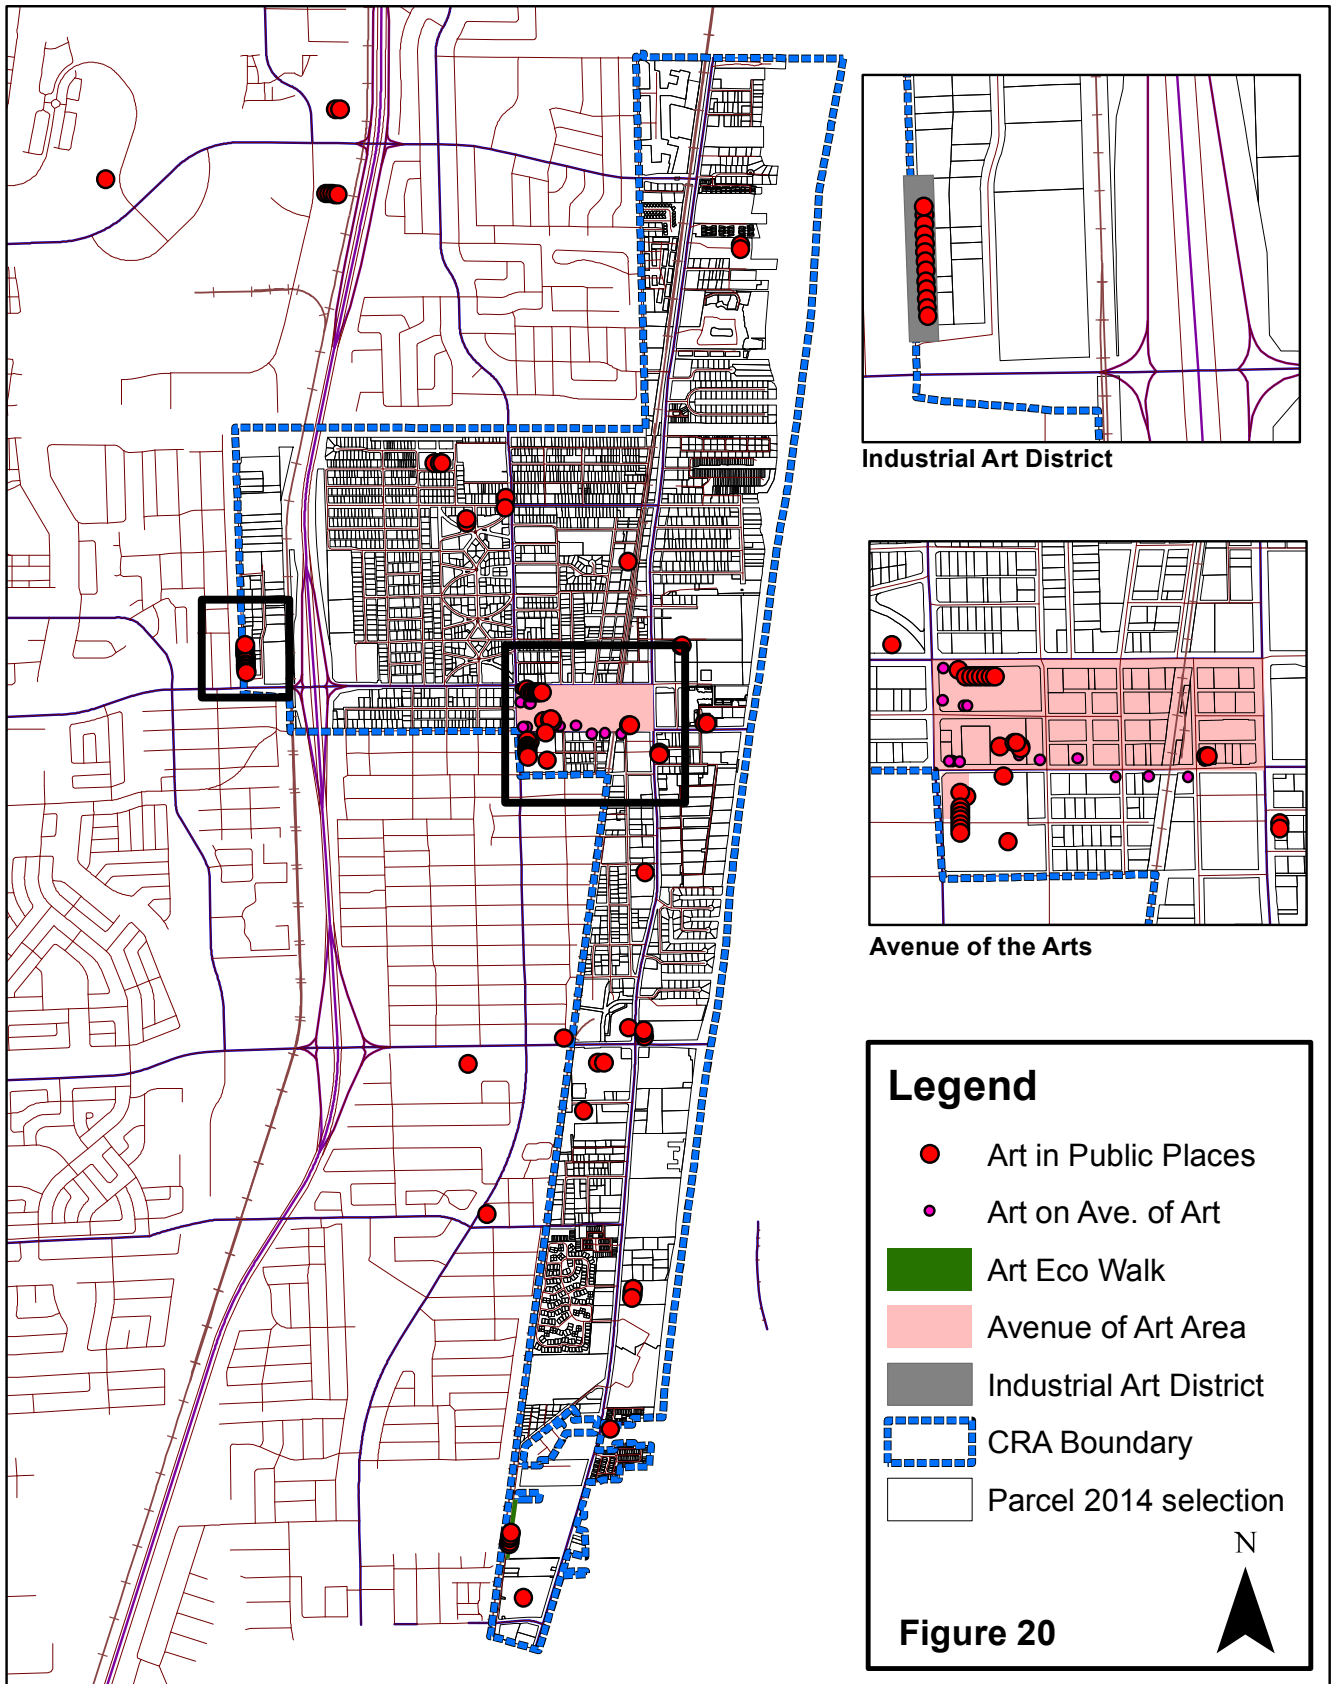 Industrial Art District
Avenue of the Arts
Legend
Art in Public Places
Art on Ave. of Art
Art Eco Walk
Avenue of Art Area
Industrial Art District
CRA Boundary
Parcel 2014 selection
N
Figure 20